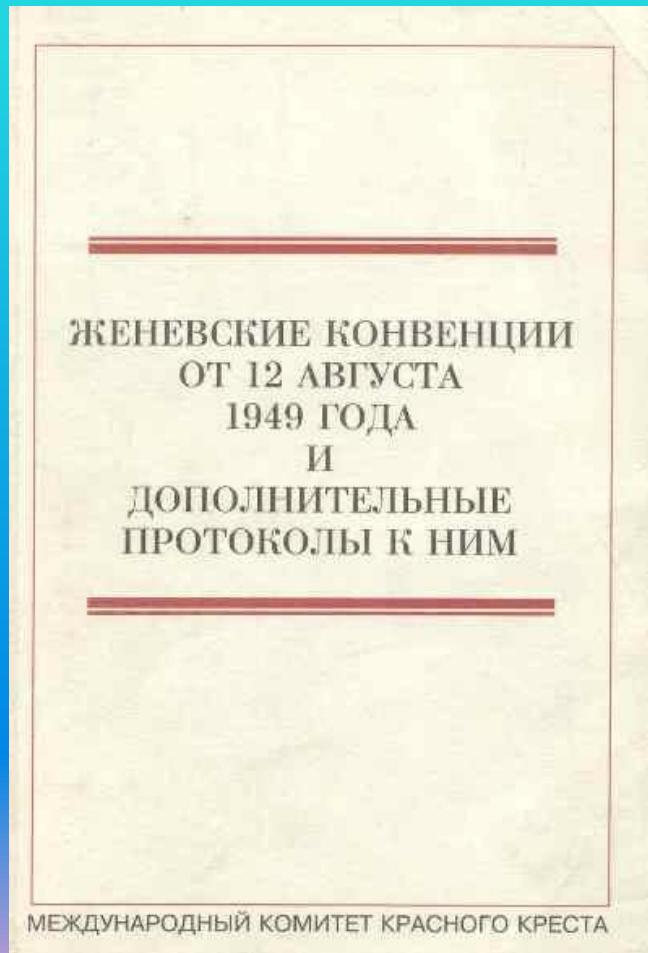 ЖЕНЕВСКИЕ КОНВЕНЦИИ
ОТ 12 АВГУСТА
1949 ГОДА
И
ДОПОЛНИТЕЛЬНЫЕ
ПРОТОКОЛЫ К НИМ
МЕЖДУНАРОДНЫЙ КОМИТЕТ КРАСНОГО КРЕСТА